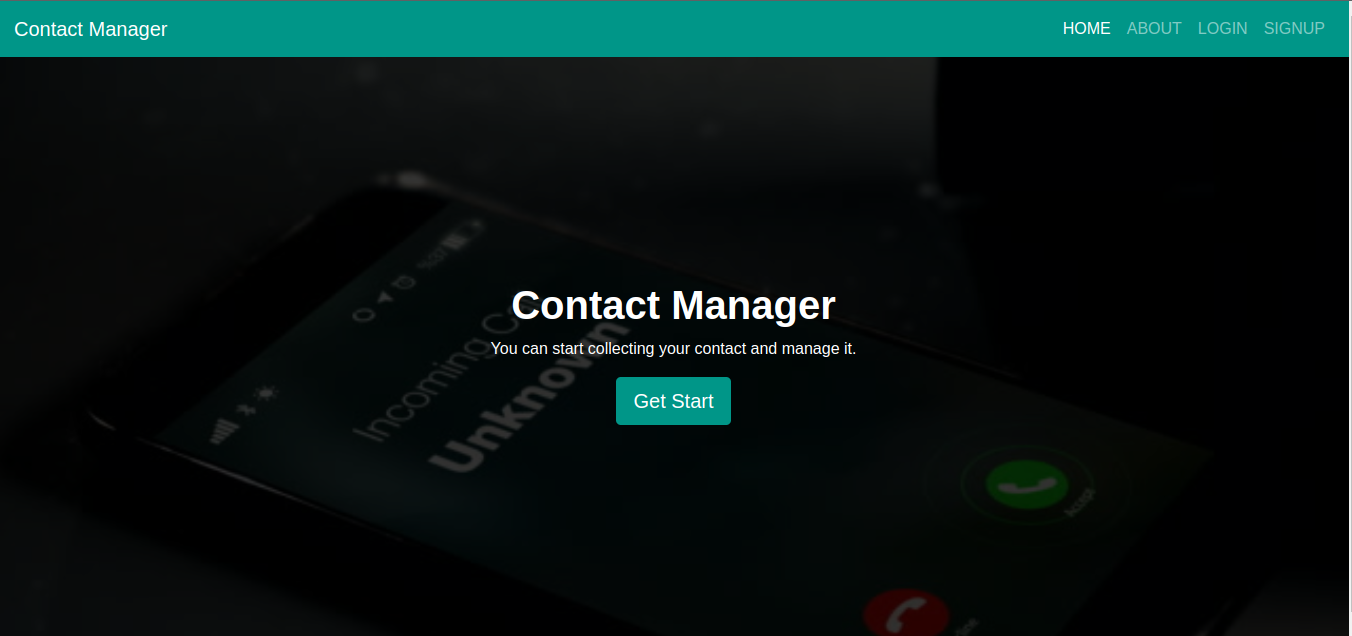 Contact Manager
HOME ABOUT LOGIN SIGNUP
Contact Manager
You can start collecting your contact and manage it.
Get Start
Incoming
Unknown
Accept